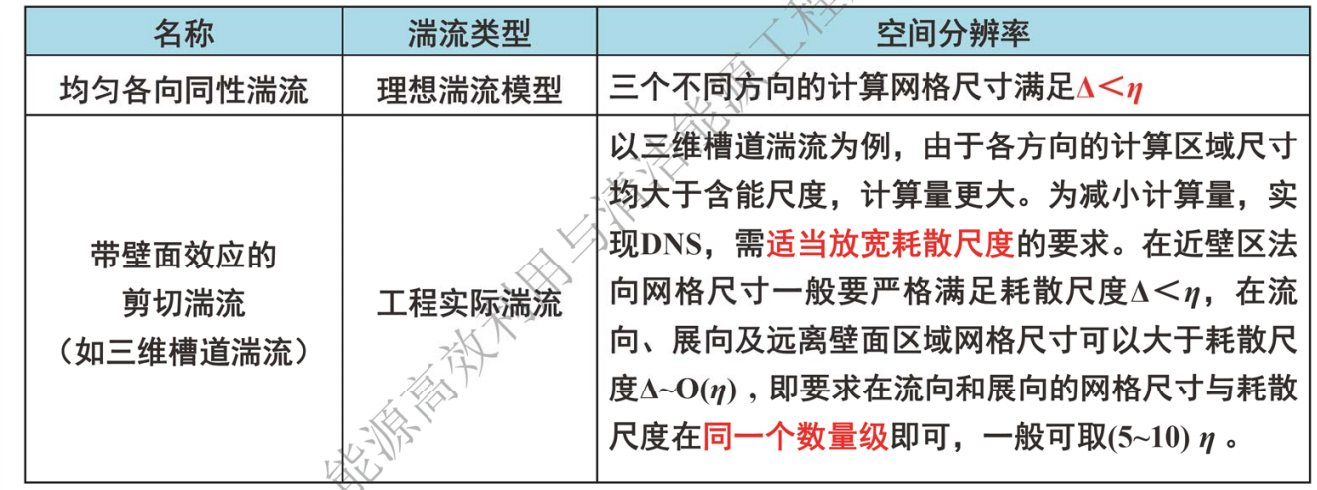 名称 湍流类型 空间分辨率
均匀各向同性湍流 理想湍流模型 三个不同方向的计算网格尺寸满足Δ<η
带壁面效应的
剪切湍流
（如三维槽道湍流）
工程实际湍流
以三维槽道湍流为例，由于各方向的计算区域尺寸
均大于含能尺度，计算量更大。为减小计算量，实
现DNS，需适当放宽耗散尺度的要求。在近壁区法
向网格尺寸一般要严格满足耗散尺度Δ<η，在流
向、展向及远离壁面区域网格尺寸可以大于耗散尺
度Δ~O(η)，即要求在流向和展向的网格尺寸与耗散
尺度在同一个数量级即可，一般可取(5~10) η 。
能源高效利用与清洁能源工程